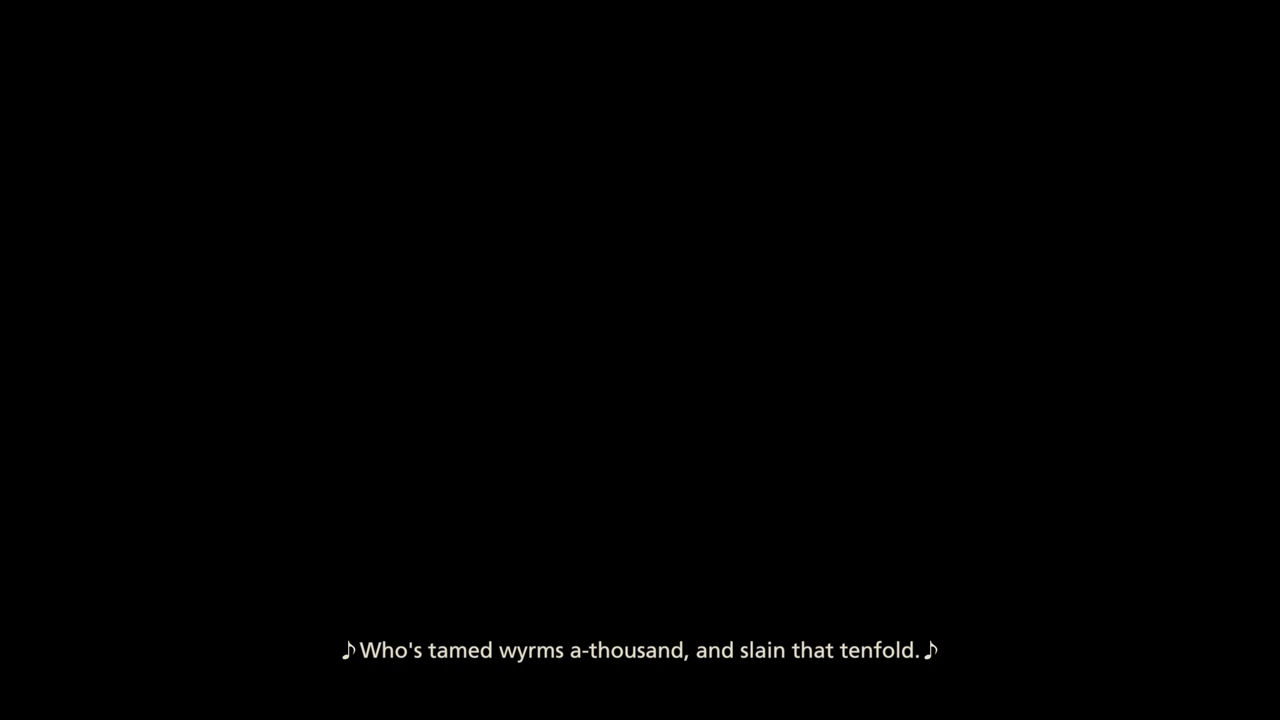 ♪Who's tamed wyrms a-thousand, and slain that tenfold.♪